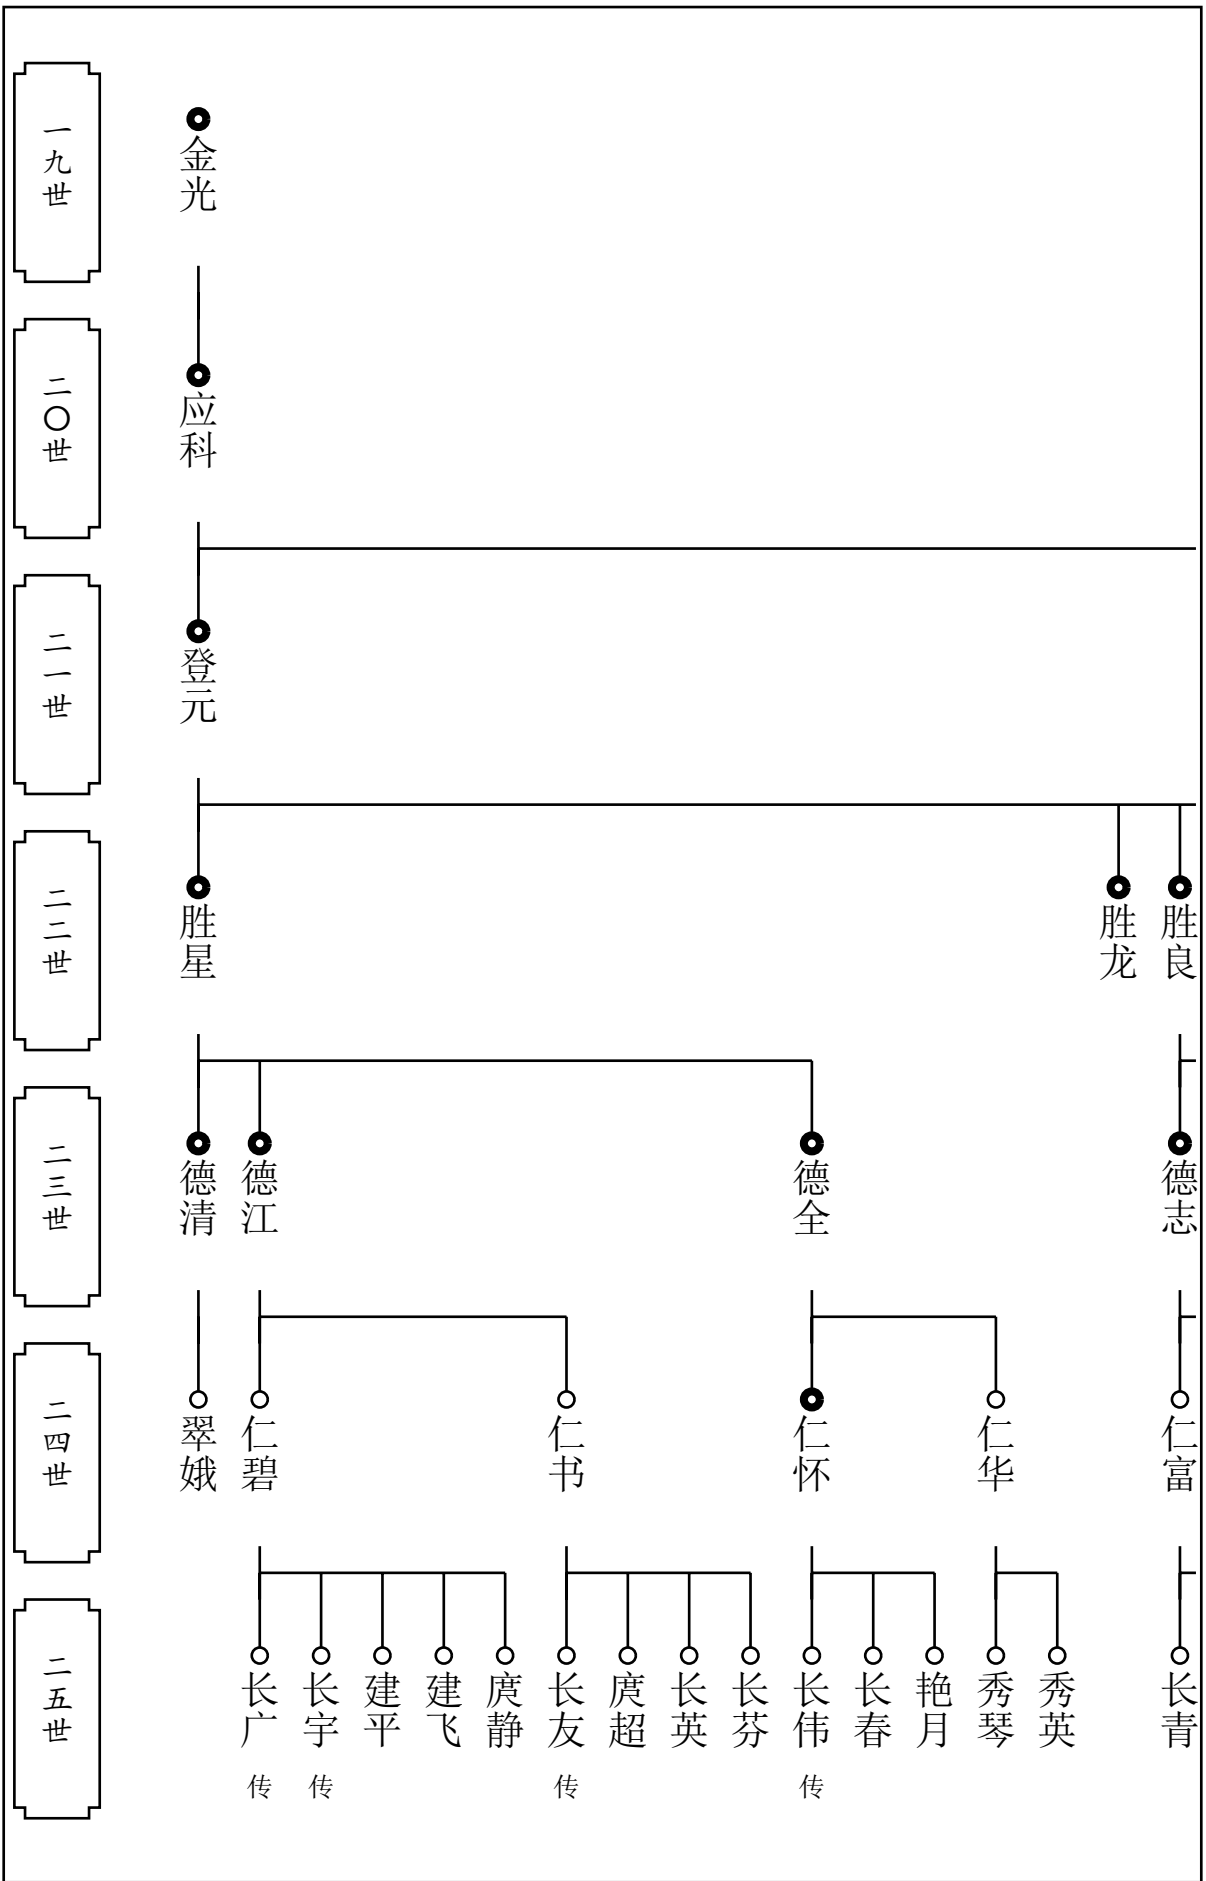 一九世
金光
二〇世
应科
二一世
登元
二二世
胜星
胜龙
胜良
二三世
德清
德江
德全
德志
二四世
翠娥
仁碧
仁书
仁怀
仁华
仁富
二五世
长广
长宇
建平
建飞
庹静
长友
庹超
长英
长芬
长伟
长春
艳月
秀琴
秀英
长青
传
传
传
传